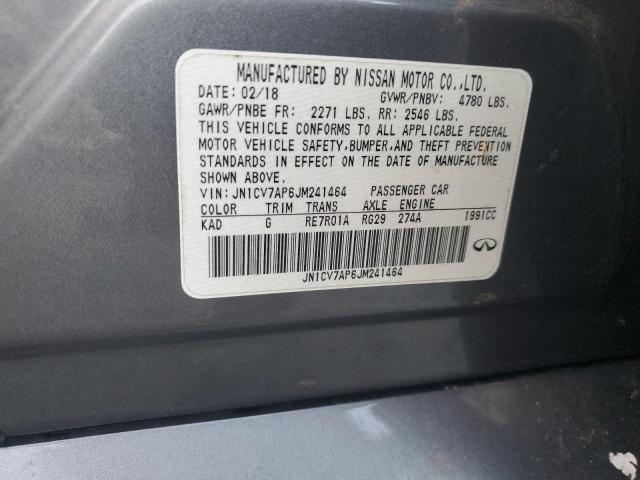 MANUFACTURED BY NISSAN MOTOR CO.,LTD.
DATE: 02/18 GVWR/PNBV: 4780 LBS.
GAWR/PNBE FR: 2271 LBS. RR: 2546 LBS.
THIS VEHICLE CONFORMS TO ALL APPLICABLE FEDERAL
MOTOR VEHICLE SAFETY,BUMPER,AND THEFT PREVENTION
STANDARDS IN EFFECT ON THE DATE OF MANUFACTURE
SHOWN ABOVE.
VIN: JN1CV7AP6JM241464 PASSENGER CAR
COLOR TRIM TRANS AXLE ENGINE
KAD G RE7R01A RG29 274A 1991CC
JN1CV7AP6JM241464